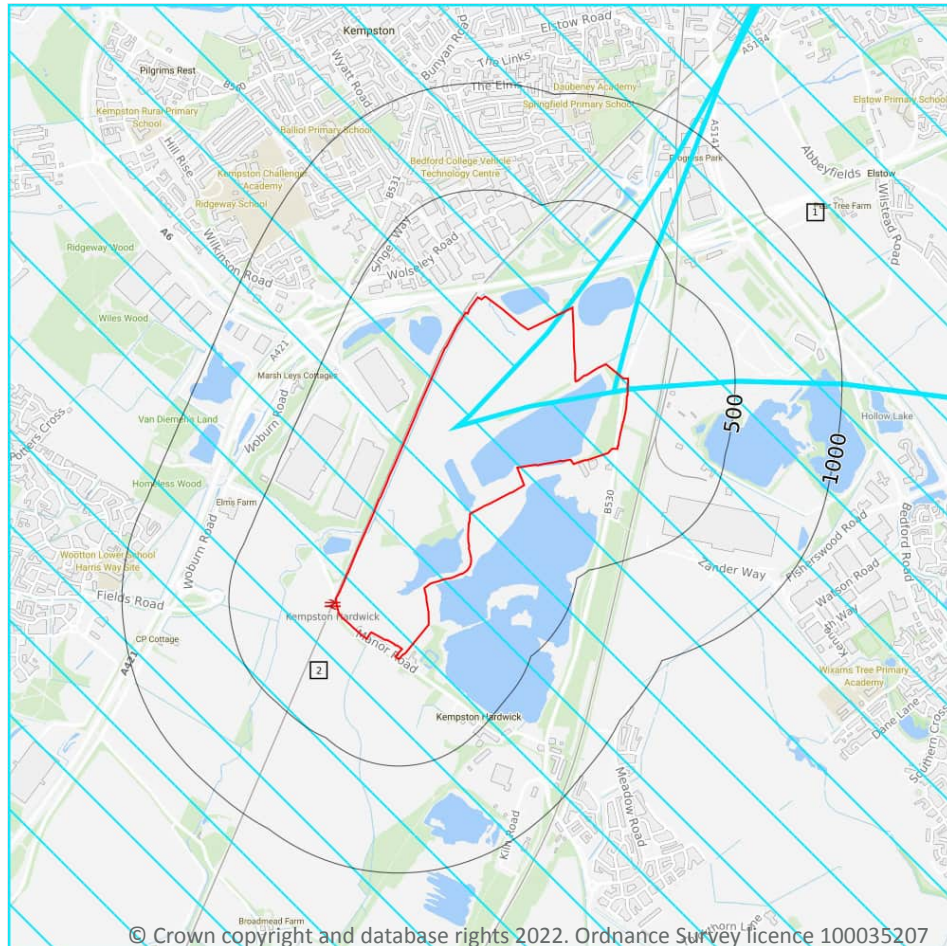 Kempston
Elstow Road
Bunyan Road
The Links
Wyatt Road
Pilgrims Rest
The Elms
Daubeney Academy
Springfield Primary School
A5141
Elstow Primary School
Kempston Rural Primary
School
Balliol Primary School
Hill Rise
Kempston Challenger
Academy
Bedford College Vehicle
Technology Centre
B531
Progress Park
Abbeyfields
Elstow
Ridgeway School
Tree Farm
Wilstead Road
1
A6
Wilkinson Road
Singer Way
Wolseley Road
Ridgeway Wood
Wiles Wood
A421
Marsh Leys Cottages
Woburn Road
Van Diemens Land
500
Hollow Lake
1000
Elms Farm
B530
Bedford Road
Wootton Lower School
Harris Way Site
Woburn Road
Fields Road
Zander Way
Fisherswood Road
Watson Road
Kenneth Way
Kempston Hardwick
CP Cottage
Manor Road
A421
2
Wixams Tree Primary
Academy
Dane Lane
Southern Cross
Kempston Hardwick
Meadow Road
Kiln Road
Broadmead Farm
© Crown copyright and database rights 2022. Ordnance Survey licence 100035207